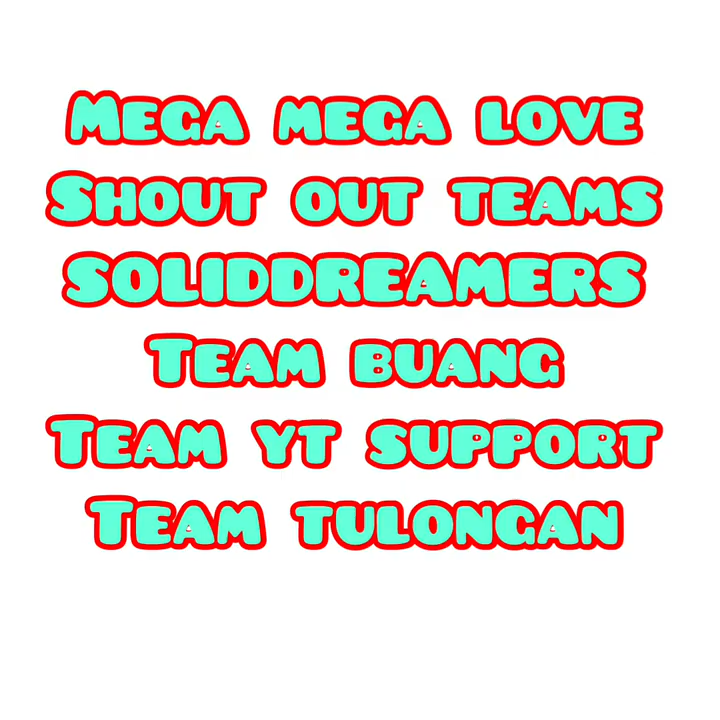 Mega mega love
Shout out teams
SOLIDDREAMERS
Team buang
Team yt support
Team tulongan